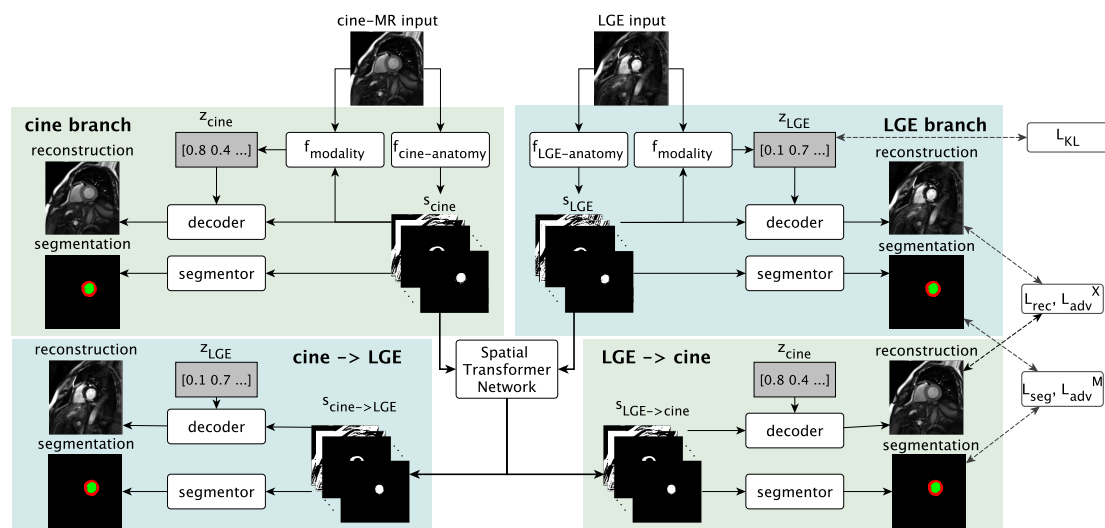 cine-MR input
LGE input
cine branch
z_cine
[0.8 0.4 ...]
f_modality
f_cine-anatomy
reconstruction
decoder
s_cine
segmentation
segmentor
f_LGE-anatomy
f_modality
z_LGE
[0.1 0.7 ...]
LGE branch
reconstruction
L_KL
s_LGE
decoder
segmentation
segmentor
L_rec, L_adv^X
reconstruction
z_LGE
[0.1 0.7 ...]
cine -> LGE
decoder
s_cine->LGE
segmentation
segmentor
Spatial
Transformer
Network
LGE -> cine
z_cine
[0.8 0.4 ...]
reconstruction
s_LGE->cine
decoder
segmentation
segmentor
L_seg, L_adv^M